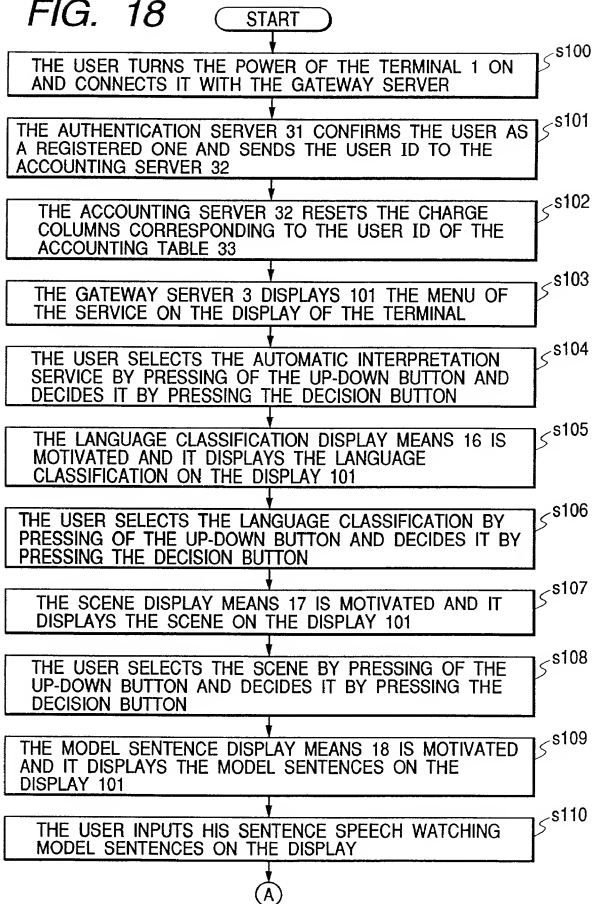 FIG. 18
START
s100
THE USER TURNS THE POWER OF THE TERMINAL 1 ON
AND CONNECTS IT WITH THE GATEWAY SERVER
s101
THE AUTHENTICATION SERVER 31 CONFIRMS THE USER AS
A REGISTERED ONE AND SENDS THE USER ID TO THE
ACCOUNTING SERVER 32
s102
THE ACCOUNTING SERVER 32 RESETS THE CHARGE
COLUMNS CORRESPONDING TO THE USER ID OF THE
ACCOUNTING TABLE 33
s103
THE GATEWAY SERVER 3 DISPLAYS 101 THE MENU OF
THE SERVICE ON THE DISPLAY OF THE TERMINAL
s104
THE USER SELECTS THE AUTOMATIC INTERPRETATION
SERVICE BY PRESSING OF THE UP-DOWN BUTTON AND
DECIDES IT BY PRESSING THE DECISION BUTTON
s105
THE LANGUAGE CLASSIFICATION DISPLAY MEANS 16 IS
MOTIVATED AND IT DISPLAYS THE LANGUAGE
CLASSIFICATION ON THE DISPLAY 101
s106
THE USER SELECTS THE LANGUAGE CLASSIFICATION BY
PRESSING OF THE UP-DOWN BUTTON AND DECIDES IT BY
PRESSING THE DECISION BUTTON
s107
THE SCENE DISPLAY MEANS 17 IS MOTIVATED AND IT
DISPLAYS THE SCENE ON THE DISPLAY 101
s108
THE USER SELECTS THE SCENE BY PRESSING OF THE
UP-DOWN BUTTON AND DECIDES IT BY PRESSING THE
DECISION BUTTON
s109
THE MODEL SENTENCE DISPLAY MEANS 18 IS MOTIVATED
AND IT DISPLAYS THE MODEL SENTENCES ON THE
DISPLAY 101
s110
THE USER INPUTS HIS SENTENCE SPEECH WATCHING
MODEL SENTENCES ON THE DISPLAY
A